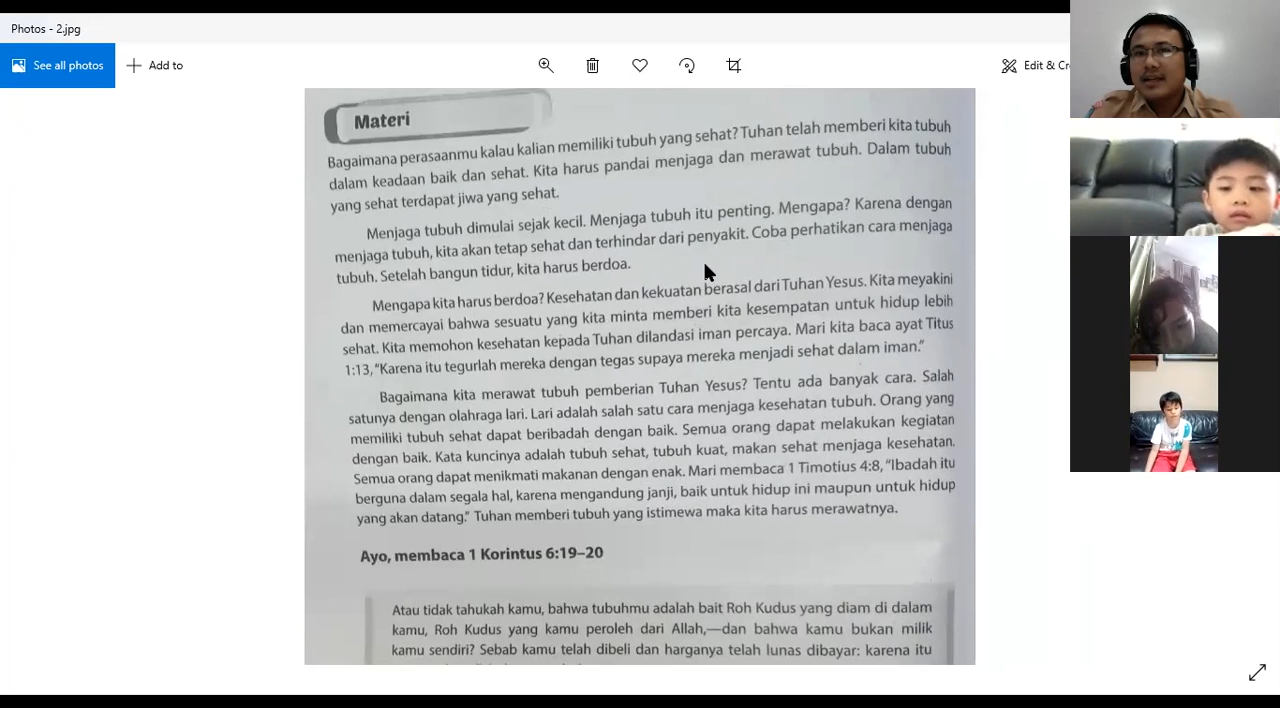 Photos - 2.jpg
See all photos
Add to
Edit & Cr
Materi
Bagaimana perasaanmu kalau kalian memiliki tubuh yang sehat? Tuhan telah memberi kita tubuh
dalam keadaan baik dan sehat. Kita harus pandai menjaga dan merawat tubuh. Dalam tubuh
yang sehat terdapat jiwa yang sehat.
Menjaga tubuh dimulai sejak kecil. Menjaga tubuh itu penting. Mengapa? Karena dengan
menjaga tubuh, kita akan tetap sehat dan terhindar dari penyakit. Coba perhatikan cara menjaga
tubuh. Setelah bangun tidur, kita harus berdoa.
Mengapa kita harus berdoa? Kesehatan dan kekuatan berasal dari Tuhan Yesus. Kita meyakini
dan memercayai bahwa sesuatu yang kita minta memberi kita kesempatan untuk hidup lebih
sehat. Kita memohon kesehatan kepada Tuhan dilandasi iman percaya. Mari kita baca ayat Titus
1:13, “Karena itu tegurlah mereka dengan tegas supaya mereka menjadi sehat dalam iman.”
Bagaimana kita merawat tubuh pemberian Tuhan Yesus? Tentu ada banyak cara. Salah
satunya dengan olahraga lari. Lari adalah salah satu cara menjaga kesehatan tubuh. Orang yang
memiliki tubuh sehat dapat beribadah dengan baik. Semua orang dapat melakukan kegiatan
dengan baik. Kata kuncinya adalah tubuh sehat, tubuh kuat, makan sehat menjaga kesehatan.
Semua orang dapat menikmati makanan dengan enak. Mari membaca 1 Timotius 4:8, “Ibadah itu
berguna dalam segala hal, karena mengandung janji, baik untuk hidup ini maupun untuk hidup
yang akan datang.” Tuhan memberi tubuh yang istimewa maka kita harus merawatnya.
Ayo, membaca 1 Korintus 6:19–20
Atau tidak tahukah kamu, bahwa tubuhmu adalah bait Roh Kudus yang diam di dalam
kamu, Roh Kudus yang kamu peroleh dari Allah,—dan bahwa kamu bukan milik
kamu sendiri? Sebab kamu telah dibeli dan harganya telah lunas dibayar: karena itu